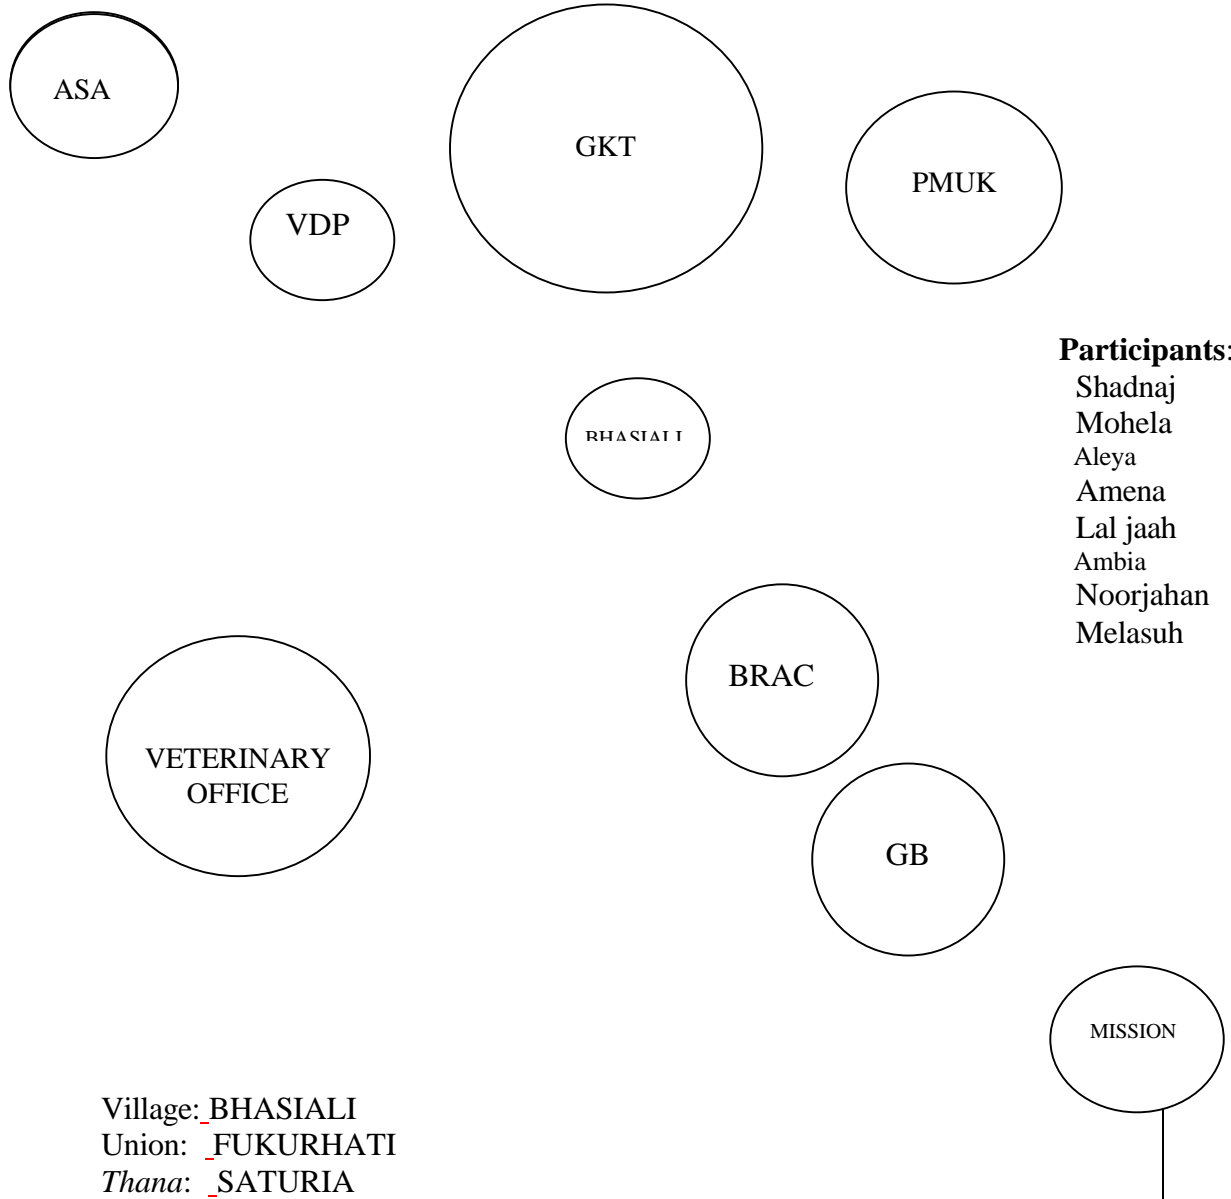 ASA
GKT
PMUK
VDP
Participants:
Shadnaj
Mohela
Aleya
Amena
Lal jaah
Ambia
Noorjahan
Melasuh
BHASIALI
BRAC
VETERINARY
OFFICE
GB
MISSION
Village: BHASIALI
Union: FUKURHATI
Thana: SATURIA